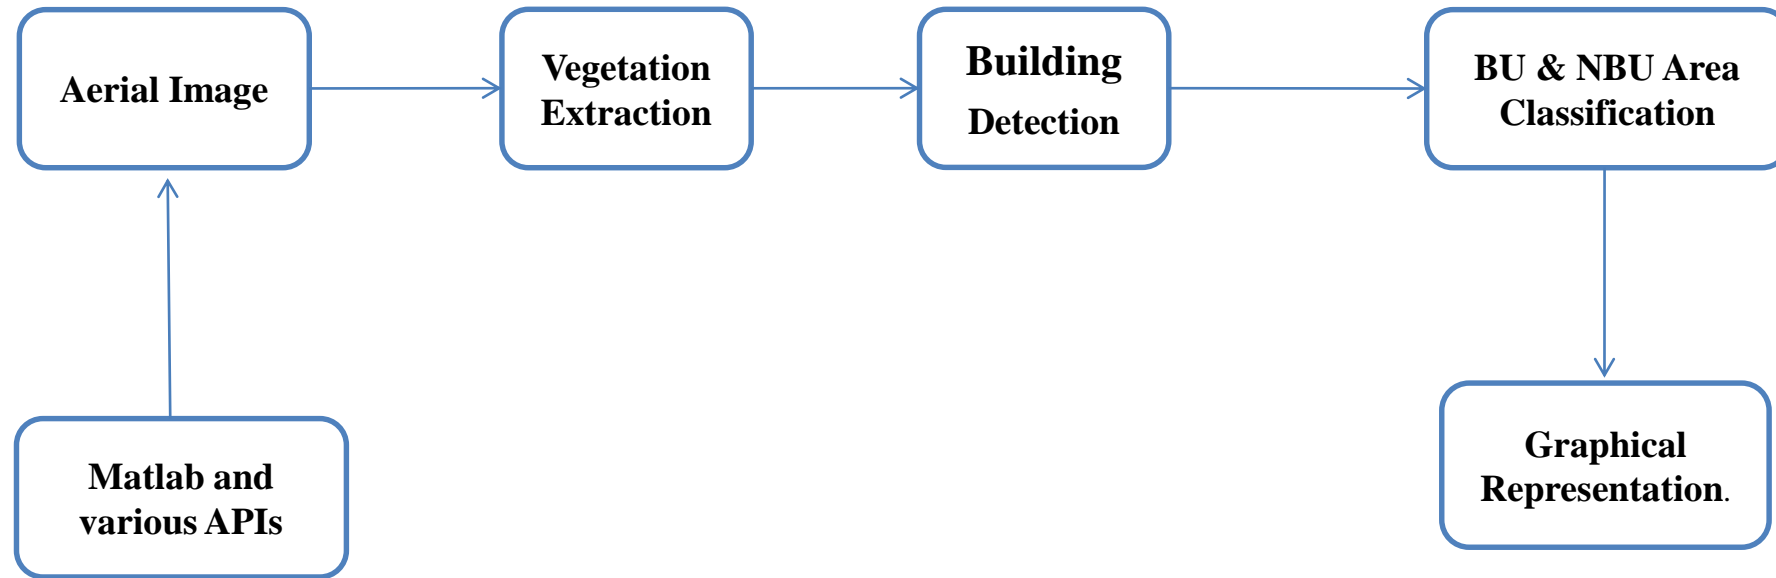 Aerial Image
Vegetation
Extraction
Building
Detection
BU & NBU Area
Classification
Matlab and
various APIs
Graphical
Representation.